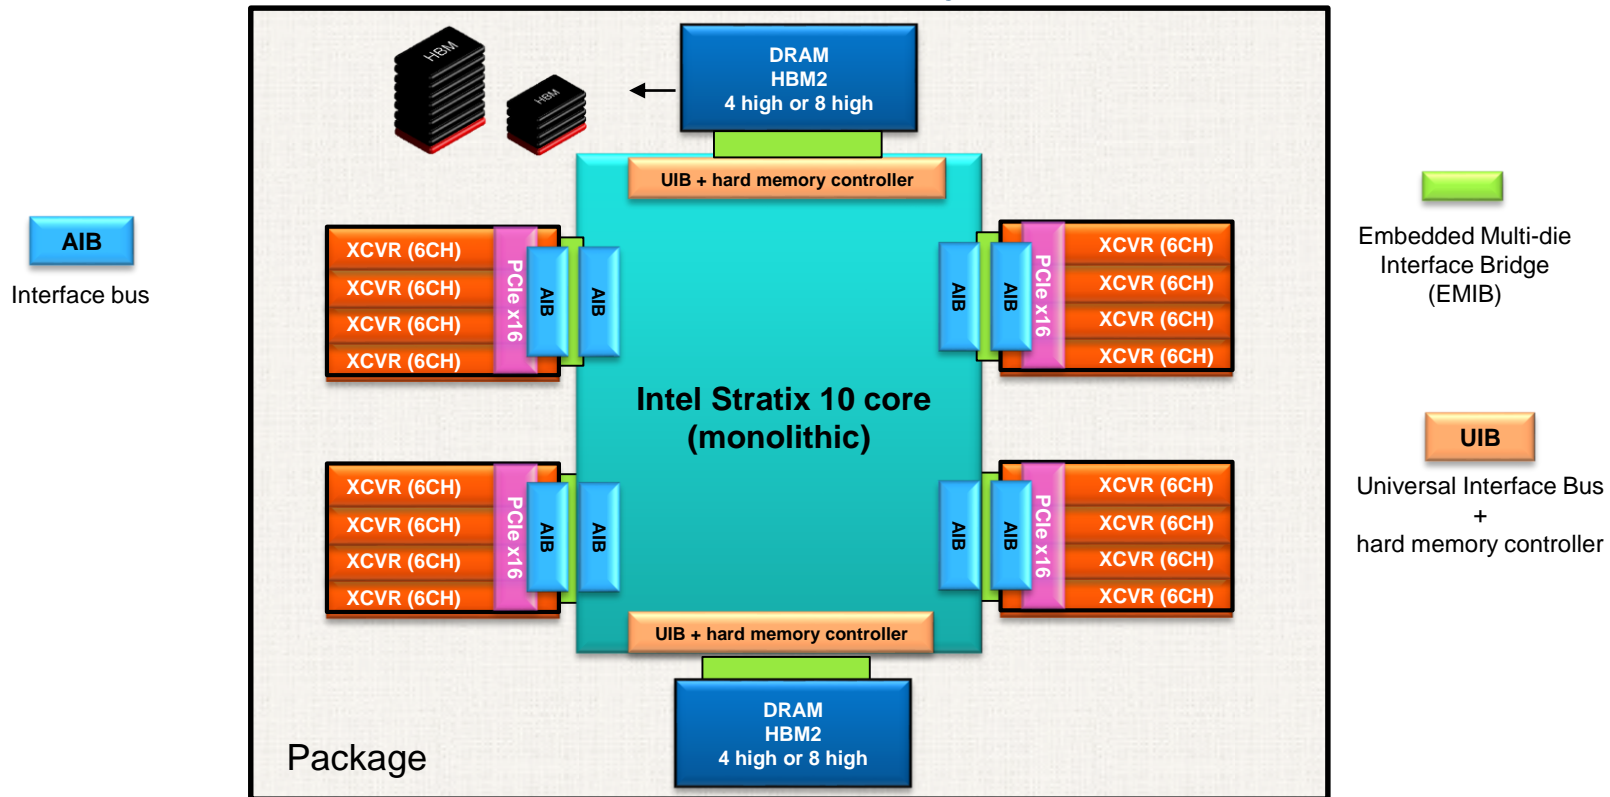 HBM
HBM
DRAM
HBM2
4 high or 8 high
UIB + hard memory controller
AIB
Interface bus
XCVR (6CH)
XCVR (6CH)
XCVR (6CH)
XCVR (6CH)
PCIe x16
AIB
AIB
AIB
AIB
PCIe x16
XCVR (6CH)
XCVR (6CH)
XCVR (6CH)
XCVR (6CH)
Embedded Multi-die
Interface Bridge
(EMIB)
Intel Stratix 10 core
(monolithic)
UIB
Universal Interface Bus
+
hard memory controller
XCVR (6CH)
XCVR (6CH)
XCVR (6CH)
XCVR (6CH)
PCIe x16
AIB
AIB
AIB
AIB
PCIe x16
XCVR (6CH)
XCVR (6CH)
XCVR (6CH)
XCVR (6CH)
UIB + hard memory controller
DRAM
HBM2
4 high or 8 high
Package